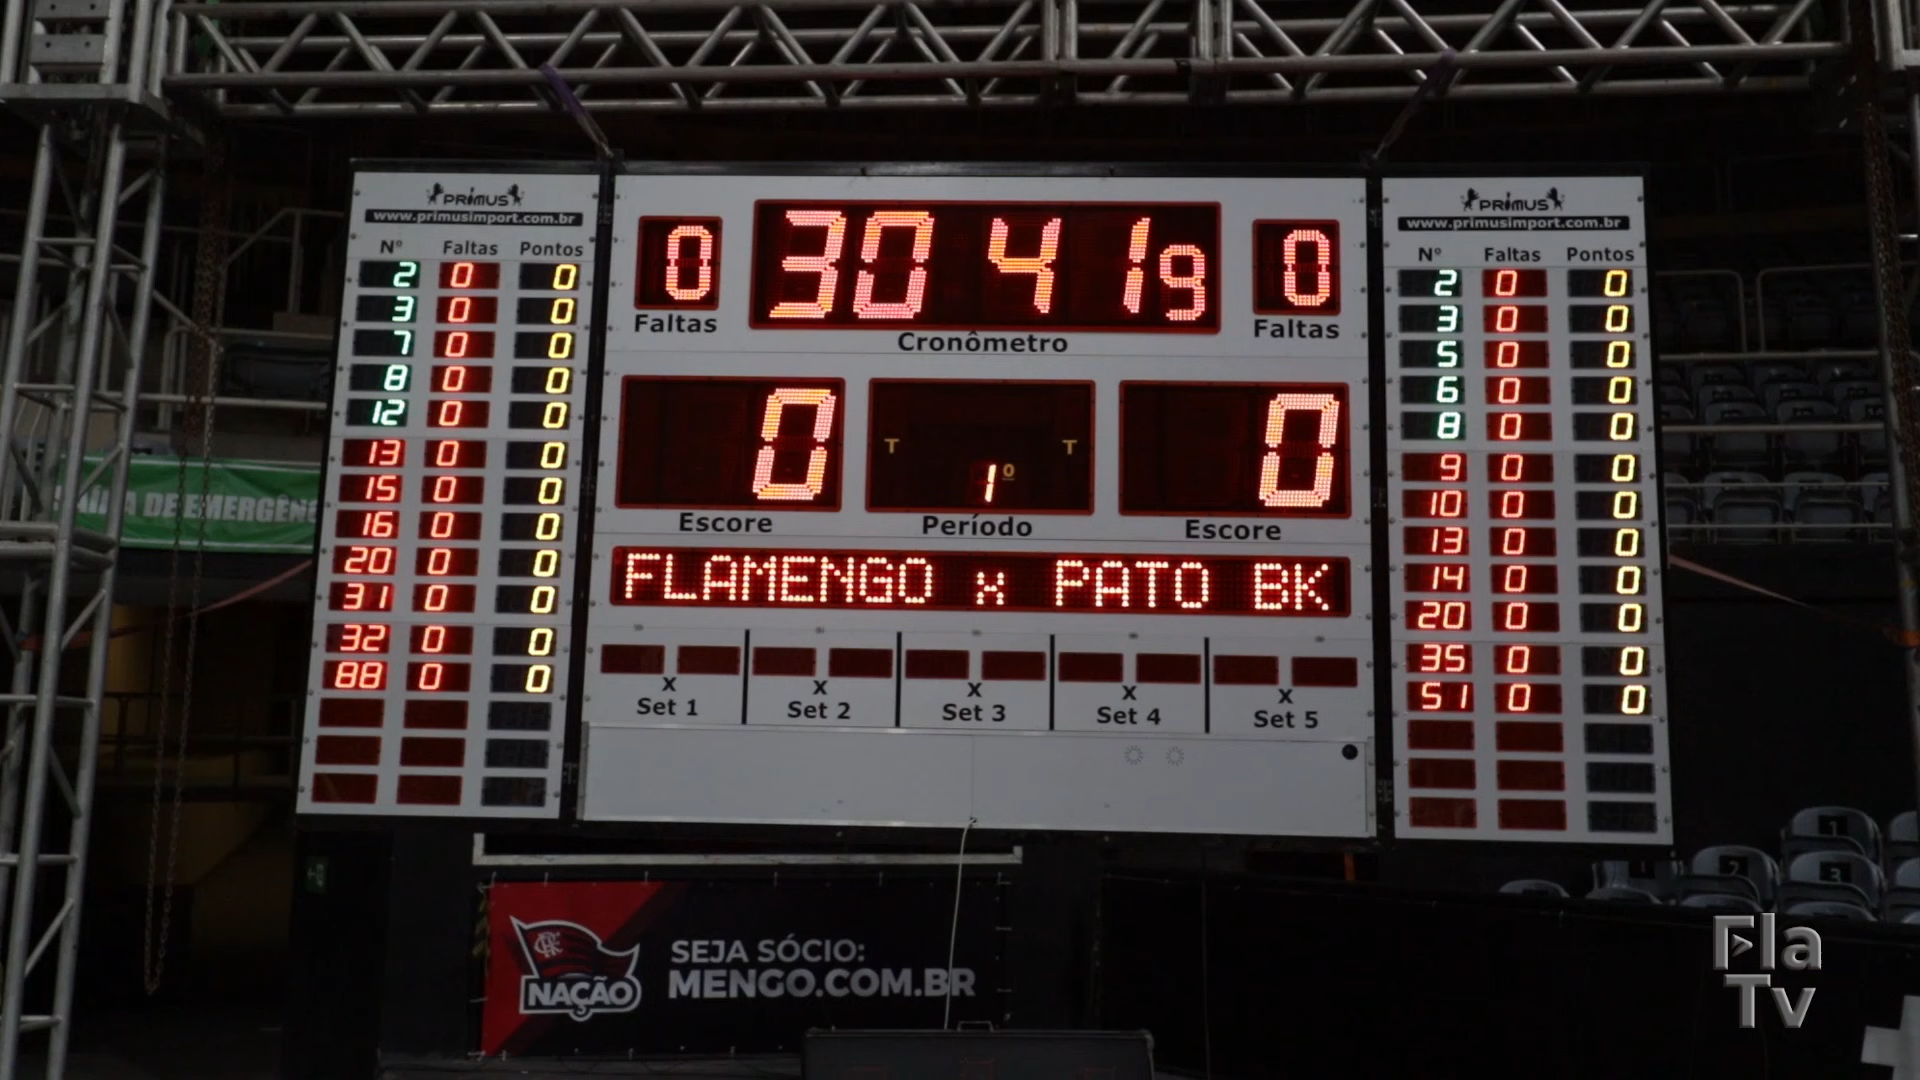 PRIMUS
www.primusimport.com.br
Nº Faltas Pontos
2 0 0
3 0 0
7 0 0
8 0 0
12 0 0
13 0 0
15 0 0
16 0 0
20 0 0
31 0 0
32 0 0
88 0 0
0 30 41 9 0
Faltas Cronômetro Faltas
0 T 1º T 0
Escore Período Escore
FLAMENGO x PATO BK
x x x x x
Set 1 Set 2 Set 3 Set 4 Set 5
PRIMUS
www.primusimport.com.br
Nº Faltas Pontos
2 0 0
3 0 0
5 0 0
6 0 0
8 0 0
9 0 0
10 0 0
13 0 0
14 0 0
20 0 0
35 0 0
51 0 0
DE
NAÇÃO
SEJA SÓCIO:
MENGO.COM.BR
1
1 2 3
Fla
Tv